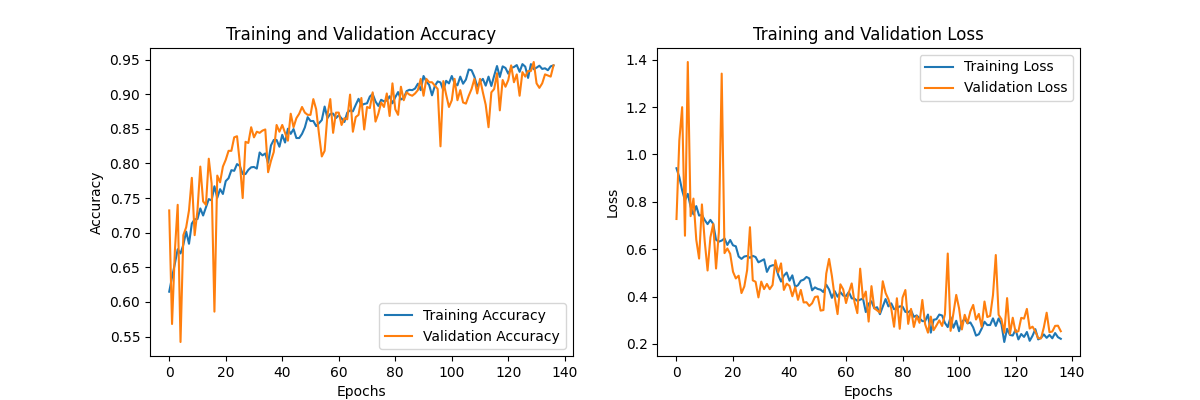 Training and Validation Accuracy
0.95
0.90
0.85
0.80
0.75
0.70
0.65
0.60
0.55
Accuracy
Training Accuracy
Validation Accuracy
0 20 40 60 80 100 120 140
Epochs
Training and Validation Loss
1.4
1.2
1.0
0.8
0.6
0.4
0.2
Loss
Training Loss
Validation Loss
0 20 40 60 80 100 120 140
Epochs